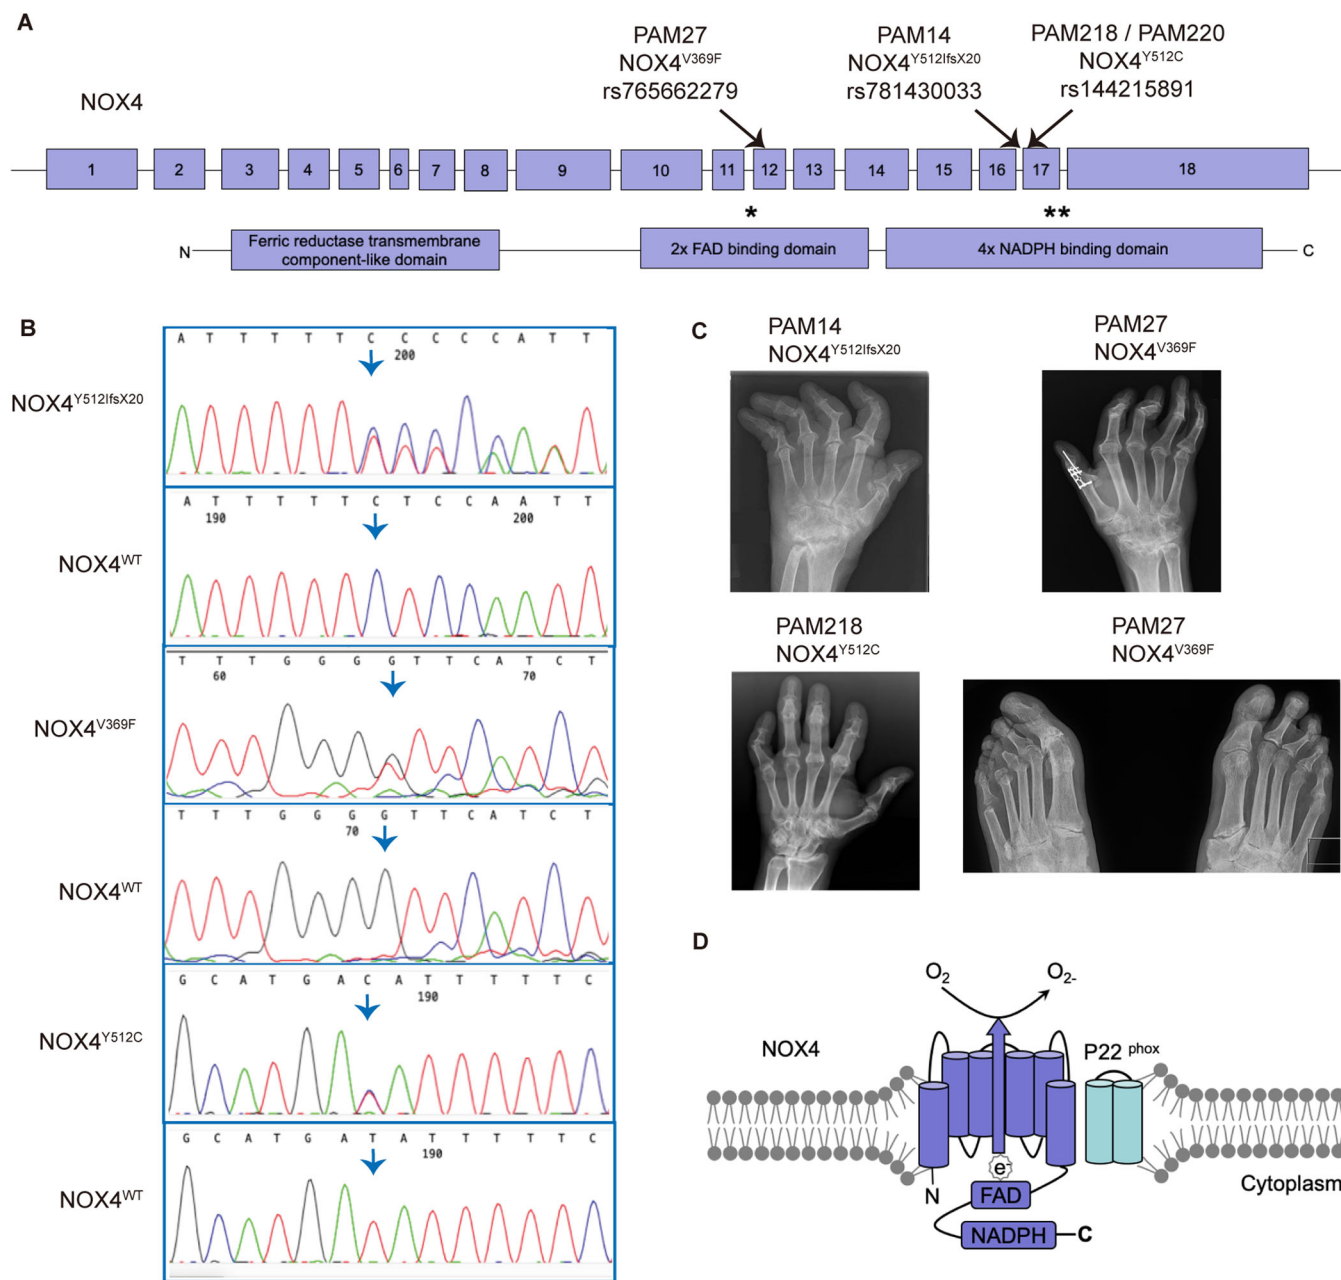 A
PAM27
NOX4V369F
rs765662279
PAM14
NOX4Y512IfsX20
rs781430033
PAM218 / PAM220
NOX4Y512C
rs144215891
NOX4
1 2 3 4 5 6 7 8 9 10 11 12 13 14 15 16 17 18
* **
N
Ferric reductase transmembrane
component-like domain
2x FAD binding domain
4x NADPH binding domain
C
B
NOX4Y512IfsX20
A T T T T T C C C C C A T T
200
NOX4WT
A T T T T T C T C C A A T T
190 200
NOX4V369F
T T T G G G G T T C A T C T
60 70
NOX4WT
T T T G G G G T T C A T C T
70
NOX4Y512C
G C A T G A C A T T T T T C
190
NOX4WT
G C A T G A T A T T T T T C
190
C
PAM14
NOX4Y512IfsX20
PAM27
NOX4V369F
PAM218
NOX4Y512C
PAM27
NOX4V369F
D
O2 O2-
NOX4
P22 phox
e-
N
FAD
Cytoplasm
NADPH
C